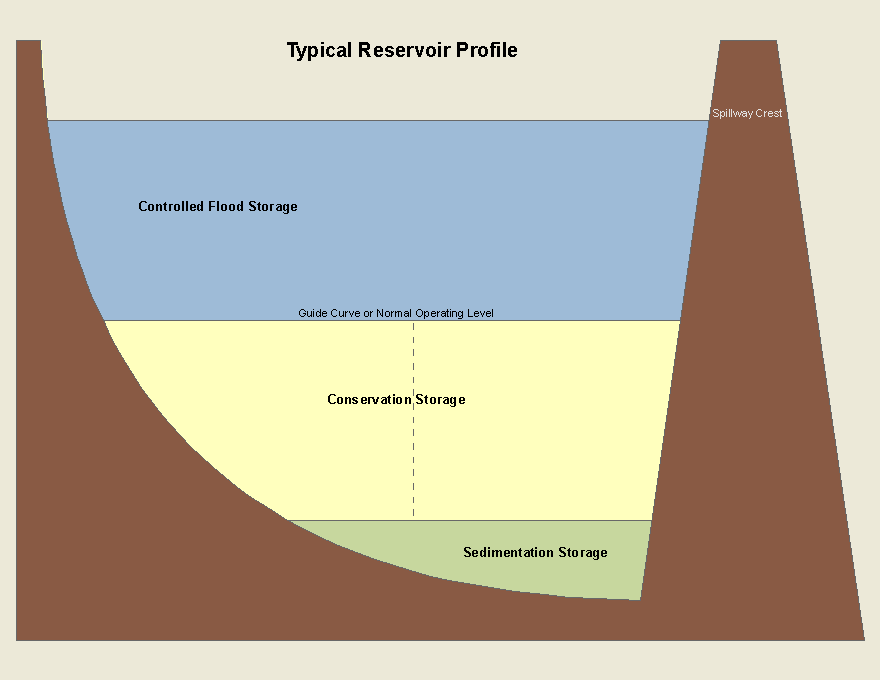 Typical Reservoir Profile
Spillway Crest
Controlled Flood Storage
Guide Curve or Normal Operating Level
Conservation Storage
Sedimentation Storage